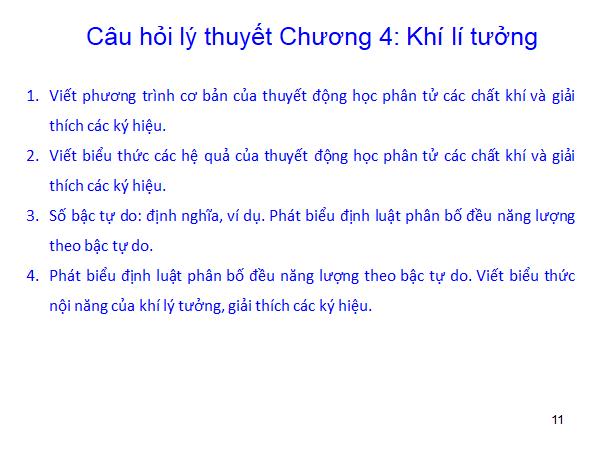 Câu hỏi lý thuyết Chương 4: Khí lí tưởng
1. Viết phương trình cơ bản của thuyết động học phân tử các chất khí và giải
thích các ký hiệu.
2. Viết biểu thức các hệ quả của thuyết động học phân tử các chất khí và giải
thích các ký hiệu.
3. Số bậc tự do: định nghĩa, ví dụ. Phát biểu định luật phân bố đều năng lượng
theo bậc tự do.
4. Phát biểu định luật phân bố đều năng lượng theo bậc tự do. Viết biểu thức
nội năng của khí lý tưởng, giải thích các ký hiệu.
11